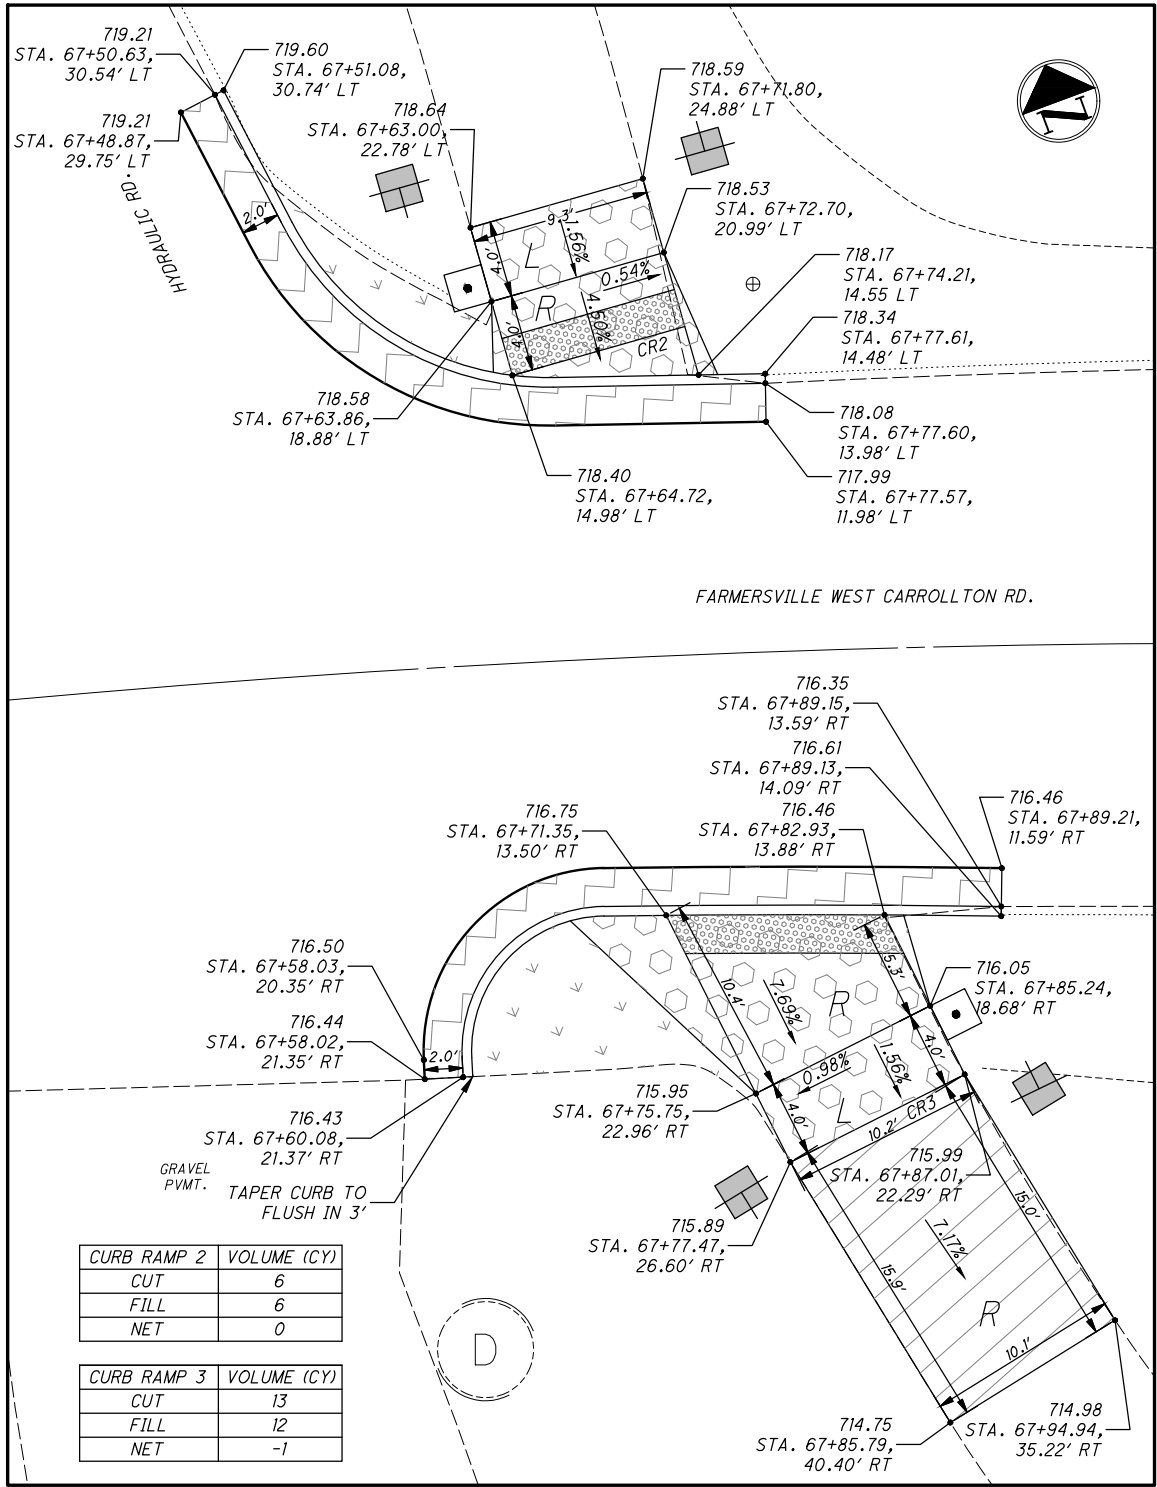 719.21
STA. 67+50.63,
30.54' LT
719.60
STA. 67+51.08,
30.74' LT
719.21
STA. 67+48.87,
29.75' LT
718.64
STA. 67+63.00,
22.78' LT
718.59
STA. 67+71.80,
24.88' LT
N
HYDRAULIC RD.
2.0'
9.3'
1.56%
4.0'
L
0.54%
718.53
STA. 67+72.70,
20.99' LT
718.17
STA. 67+74.21,
14.55 LT
R
4.0'
4.50%
CR2
718.34
STA. 67+77.61,
14.48' LT
718.58
STA. 67+63.86,
18.88' LT
718.08
STA. 67+77.60,
13.98' LT
718.40
STA. 67+64.72,
14.98' LT
717.99
STA. 67+77.57,
11.98' LT
FARMERSVILLE WEST CARROLLTON RD.
716.35
STA. 67+89.15,
13.59' RT
716.61
STA. 67+89.13,
14.09' RT
716.75
STA. 67+71.35,
13.50' RT
716.46
STA. 67+82.93,
13.88' RT
716.46
STA. 67+89.21,
11.59' RT
716.50
STA. 67+58.03,
20.35' RT
716.44
STA. 67+58.02,
21.35' RT
2.0'
10.4'
7.69%
R
5.3'
716.05
STA. 67+85.24,
18.68' RT
0.98%
1.56%
4.0'
4.0'
L
10.2'
CR3
716.43
STA. 67+60.08,
21.37' RT
715.95
STA. 67+75.75,
22.96' RT
GRAVEL
PVMT.
TAPER CURB TO
FLUSH IN 3'
715.99
STA. 67+87.01,
22.29' RT
715.89
STA. 67+77.47,
26.60' RT
15.0'
7.17%
15.9'
R
10.1'
CURB RAMP 2 VOLUME (CY)
CUT 6
FILL 6
NET 0
D
CURB RAMP 3 VOLUME (CY)
CUT 13
FILL 12
NET -1
714.75
STA. 67+85.79,
40.40' RT
714.98
STA. 67+94.94,
35.22' RT